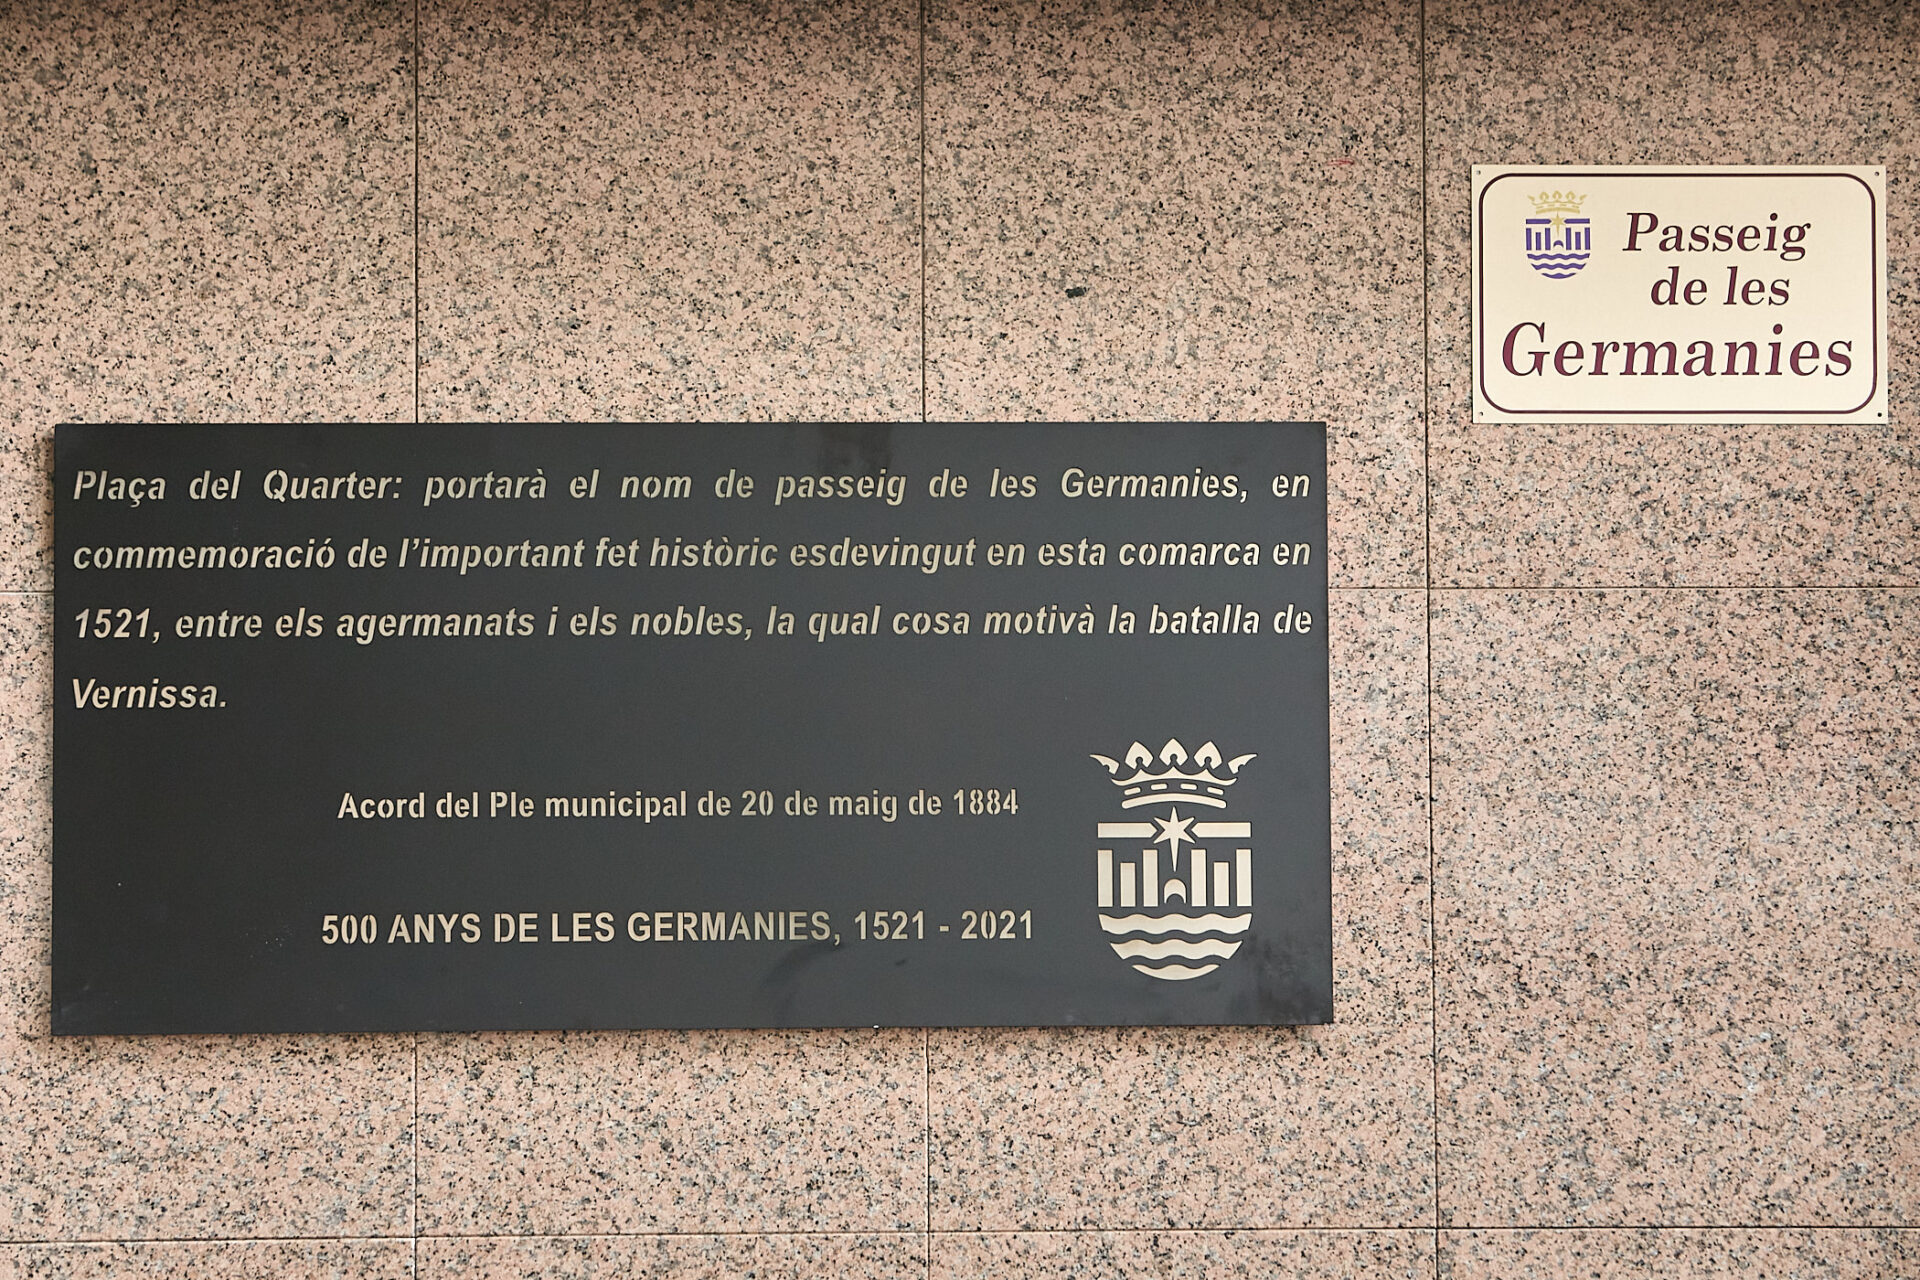 Passeig
de les
Germanies
Plaça del Quarter: portarà el nom de passeig de les Germanies, en
commemoració de l’important fet històric esdevingut en esta comarca en
1521, entre els agermanats i els nobles, la qual cosa motivà la batalla de
Vernissa.
Acord del Ple municipal de 20 de maig de 1884
500 ANYS DE LES GERMANIES, 1521 - 2021